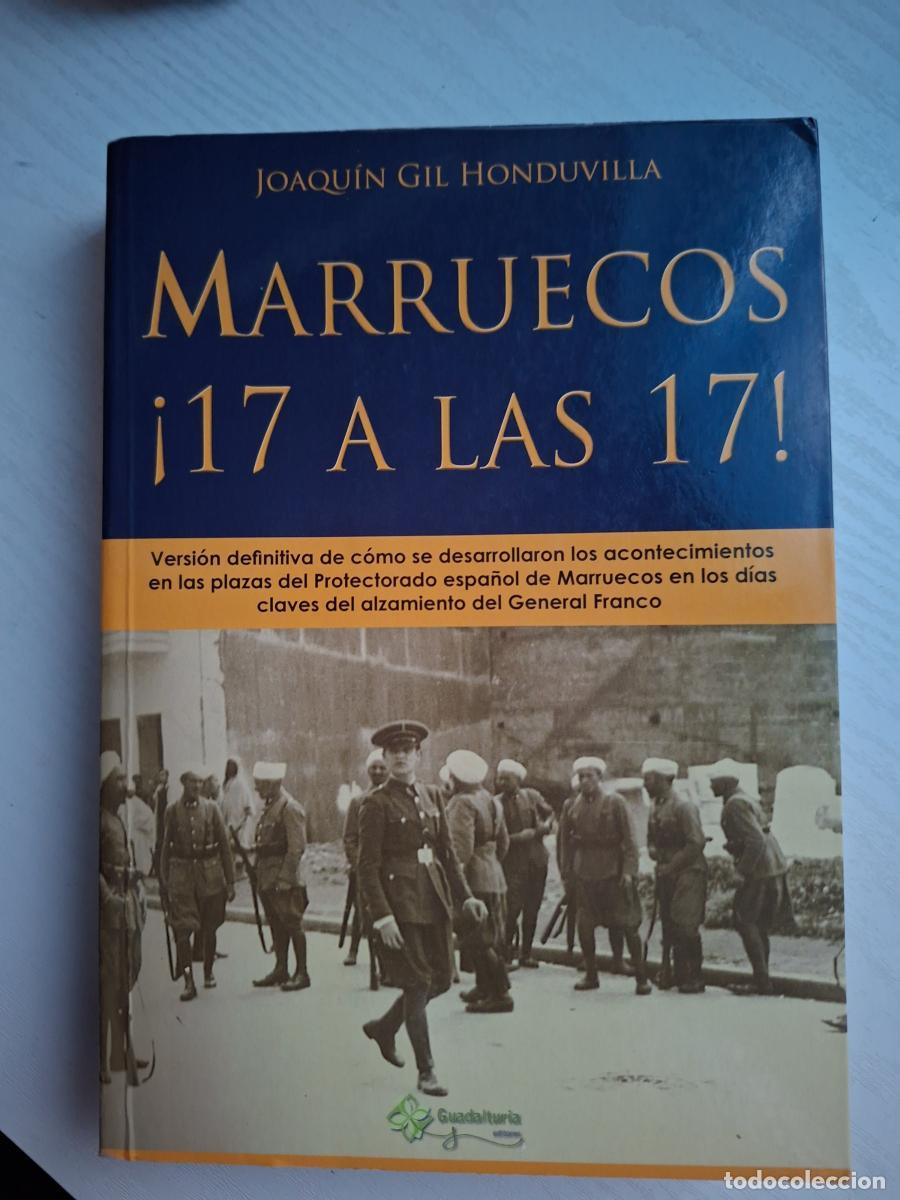 JOAQUÍN GIL HONDUVILLA
MARRUECOS
¡17 A LAS 17!
Versión definitiva de cómo se desarrollaron los acontecimientos
en las plazas del Protectorado español de Marruecos en los días
claves del alzamiento del General Franco
Guadalturia
editores
todocoleccion